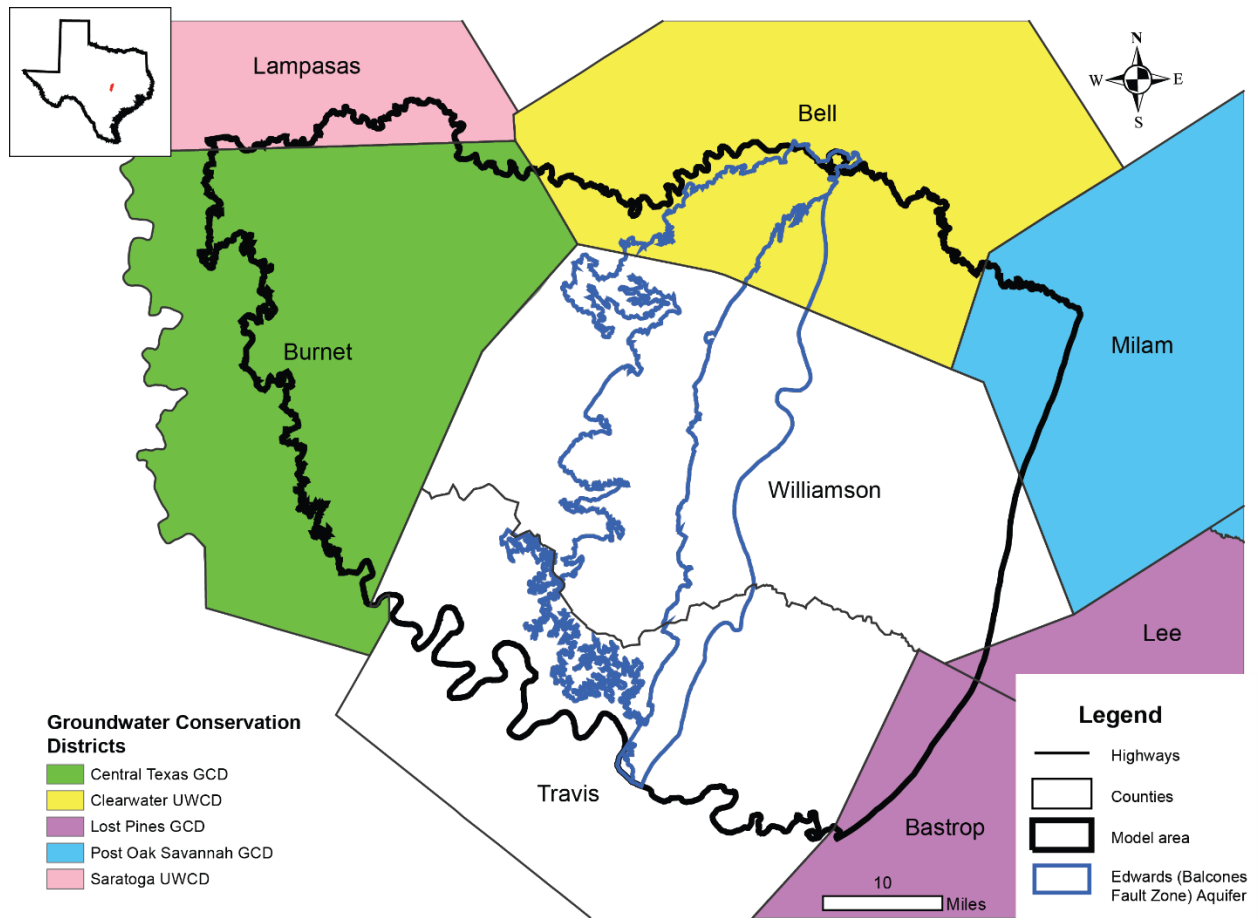 Lampasas
Bell
N
W E
S
Burnet
Milam
Williamson
Lee
Travis
Bastrop
Groundwater Conservation
Districts
Central Texas GCD
Clearwater UWCD
Lost Pines GCD
Post Oak Savannah GCD
Saratoga UWCD
10
Miles
Legend
Highways
Counties
Model area
Edwards (Balcones
Fault Zone) Aquifer